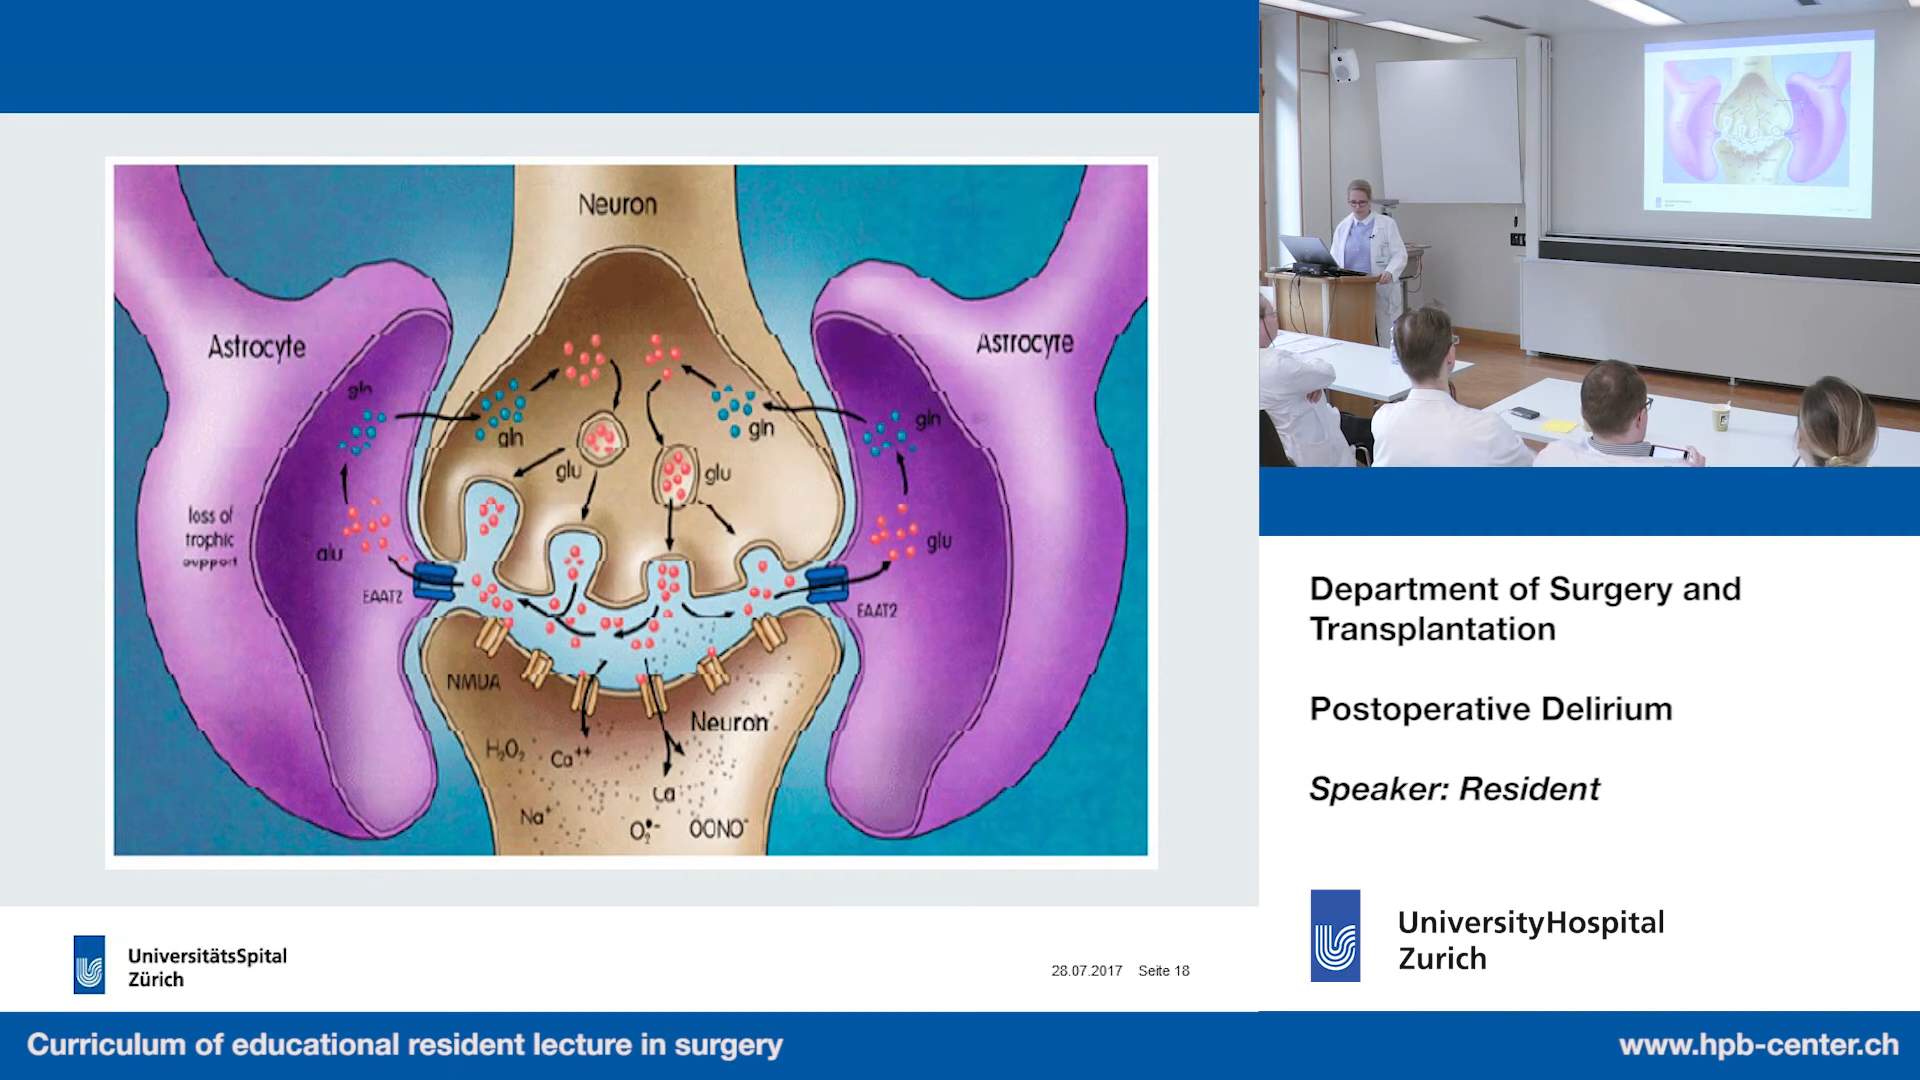 Neuron
Astrocyte
Astrocyte
gln
gln
gln
gln
glu
glu
loss of
trophic
support
glu
glu
EAAT2
EAAT2
NMDA
Neuron
H₂O₂
Ca⁺⁺
Ca
Na⁺
O₂•-
OONO⁻
UniversitätsSpital
Zürich
28.07.2017 Seite 18
Department of Surgery and
Transplantation
Postoperative Delirium
Speaker: Resident
UniversityHospital
Zurich
Curriculum of educational resident lecture in surgery
www.hpb-center.ch